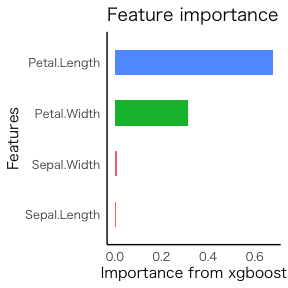 Feature importance
Features
Petal.Length
Petal.Width
Sepal.Width
Sepal.Length
0.0 0.2 0.4 0.6
Importance from xgboost